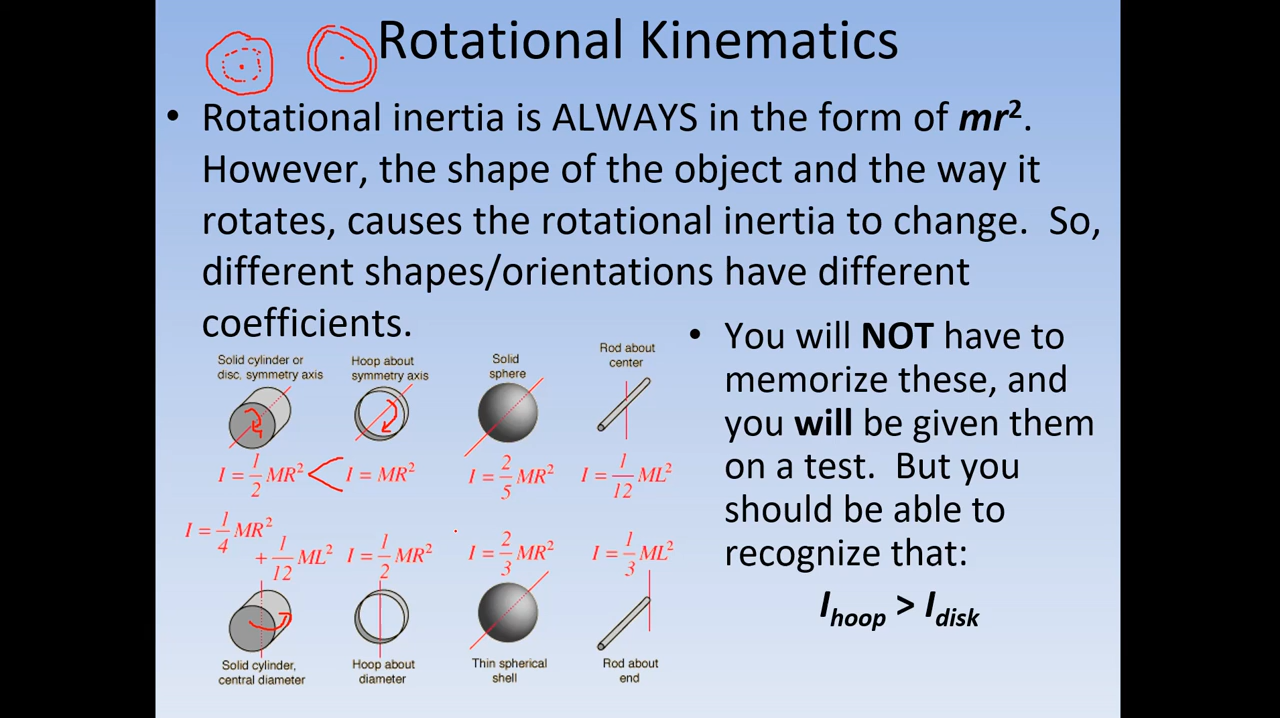 Rotational Kinematics
• Rotational inertia is ALWAYS in the form of mr².
However, the shape of the object and the way it
rotates, causes the rotational inertia to change. So,
different shapes/orientations have different
coefficients.
Solid cylinder or
disc, symmetry axis
I = 1/2 MR²
Hoop about
symmetry axis
I = MR²
Solid
sphere
I = 2/5 MR²
Rod about
center
I = 1/12 ML²
I = 1/4 MR²
+ 1/12 ML²
Solid cylinder,
central diameter
I = 1/2 MR²
Hoop about
diameter
I = 2/3 MR²
Thin spherical
shell
I = 1/3 ML²
Rod about
end
• You will NOT have to
memorize these, and
you will be given them
on a test. But you
should be able to
recognize that:
I hoop > I disk